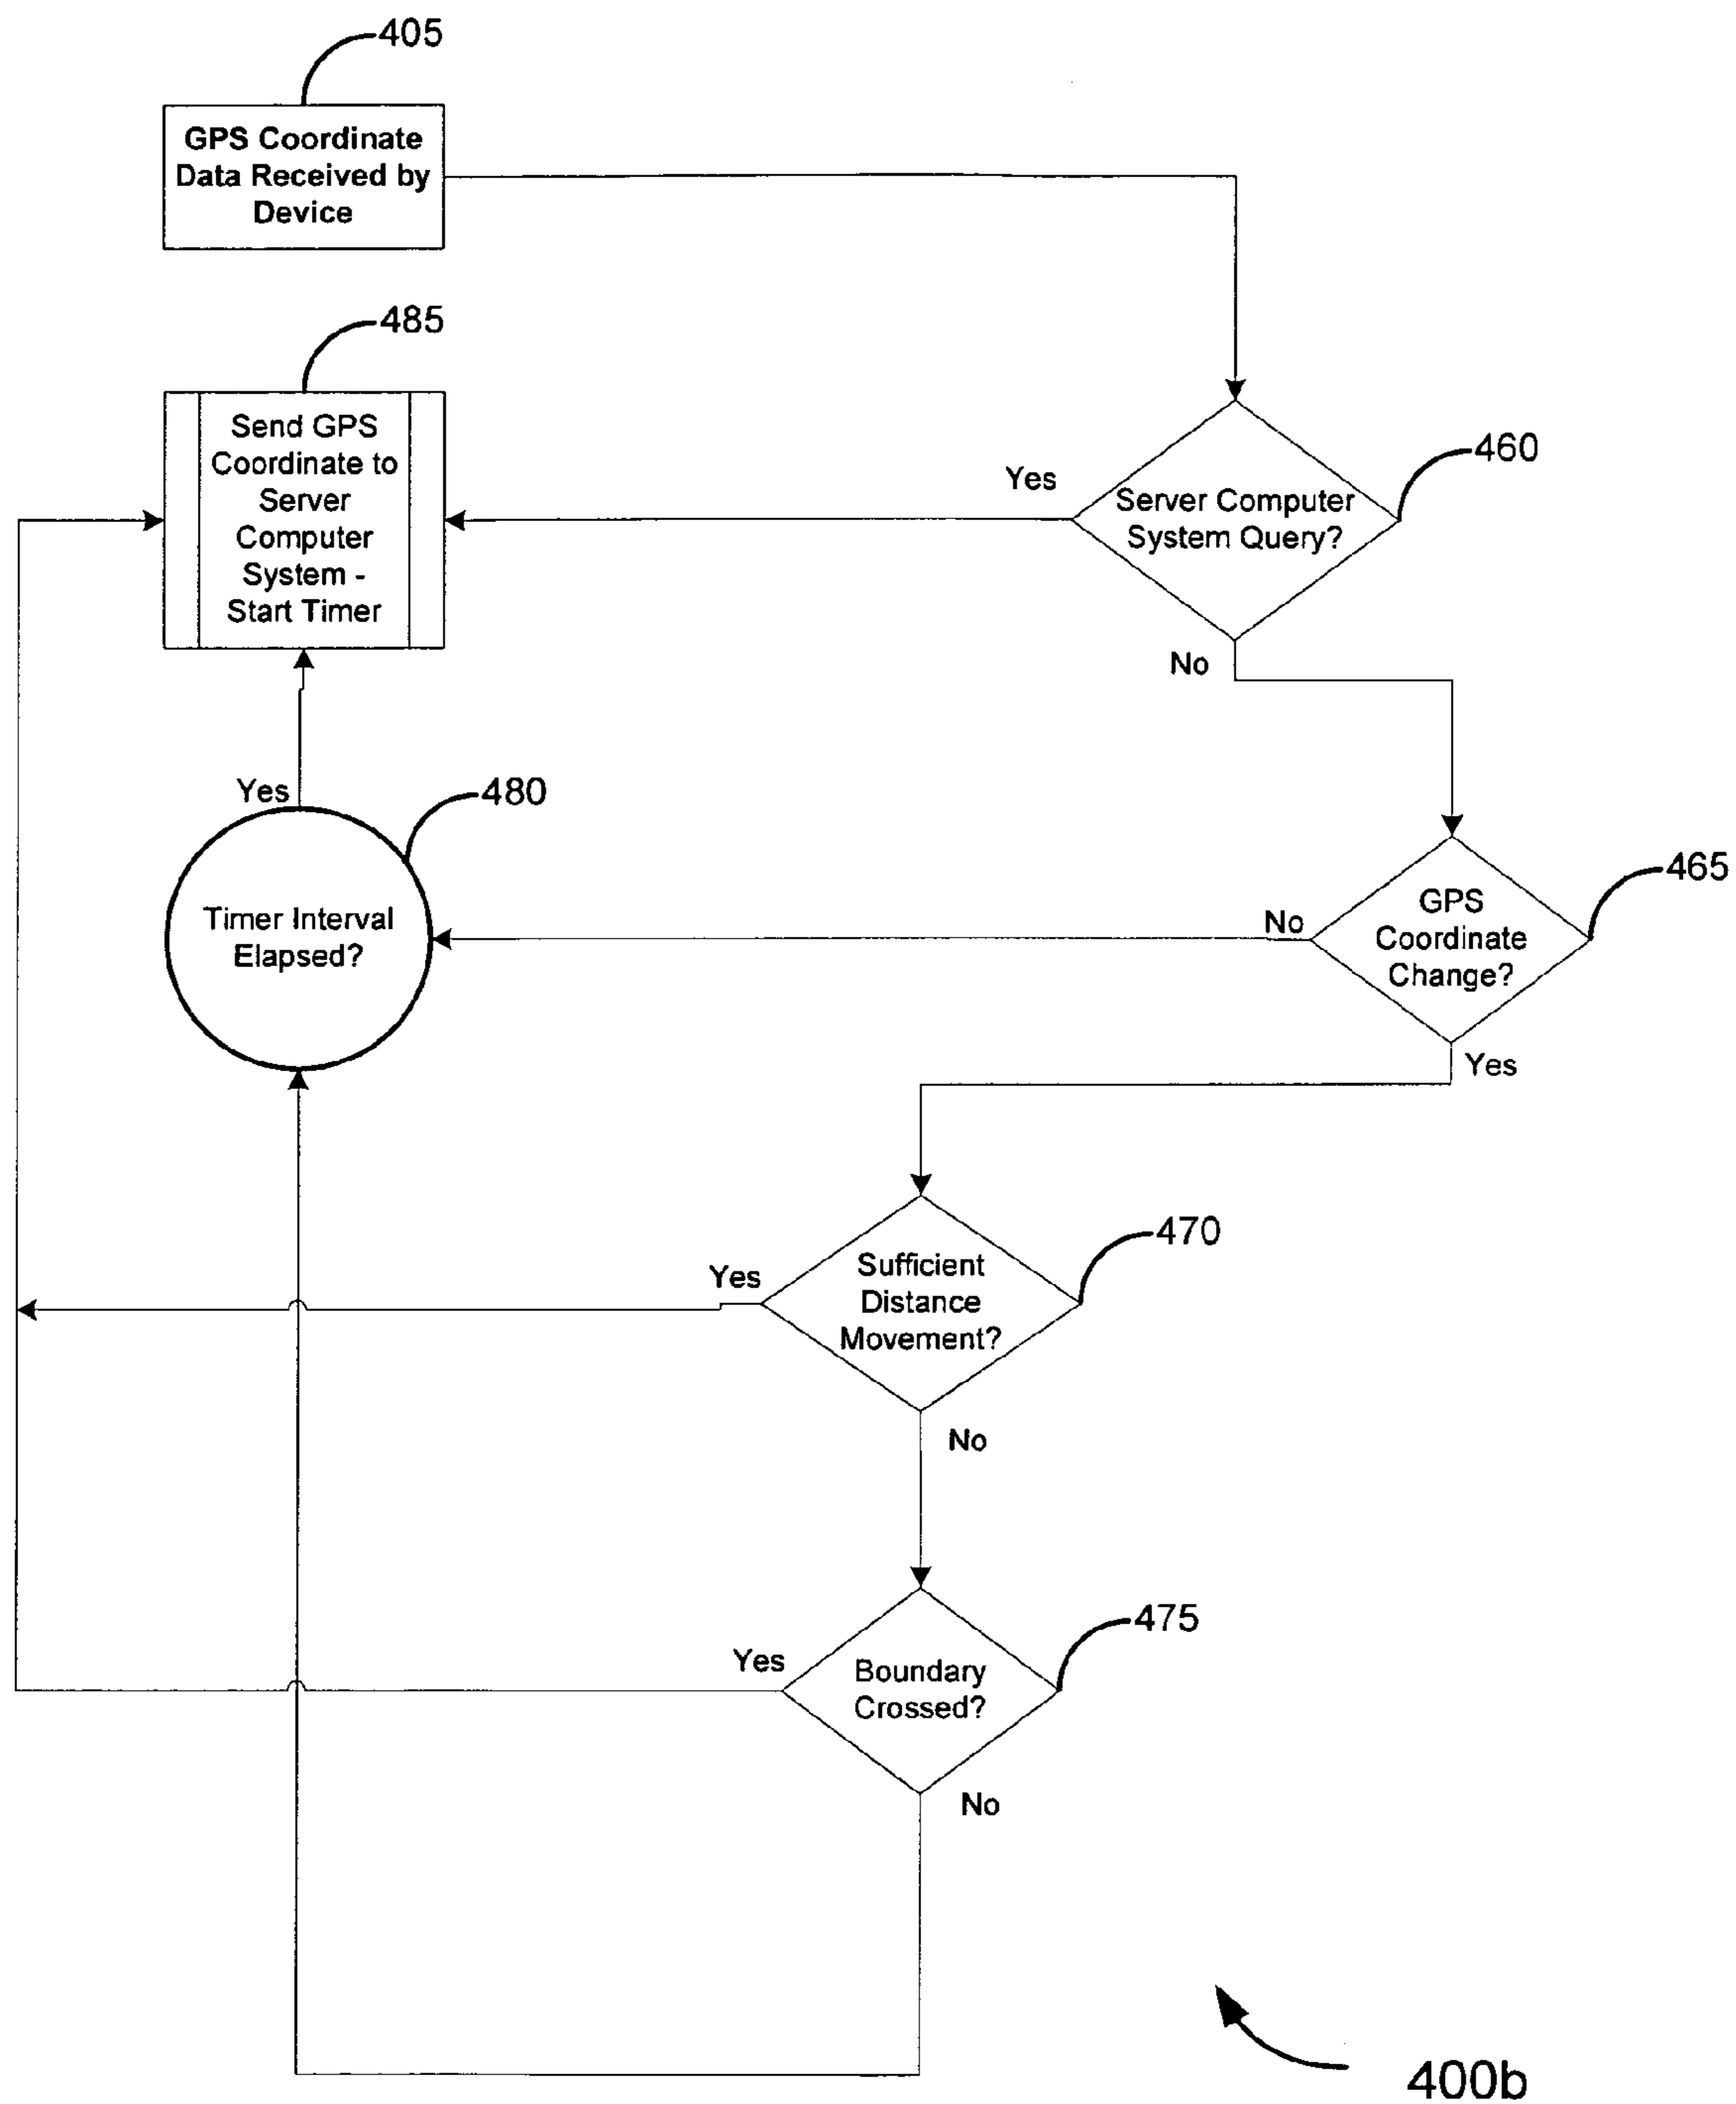 405
GPS Coordinate
Data Received by
Device
485
Send GPS
Coordinate to
Server
Computer
System -
Start Timer
Yes
460
Server Computer
System Query?
No
Yes
480
Timer Interval
Elapsed?
No
465
GPS
Coordinate
Change?
Yes
470
Yes
Sufficient
Distance
Movement?
No
475
Yes
Boundary
Crossed?
No
400b